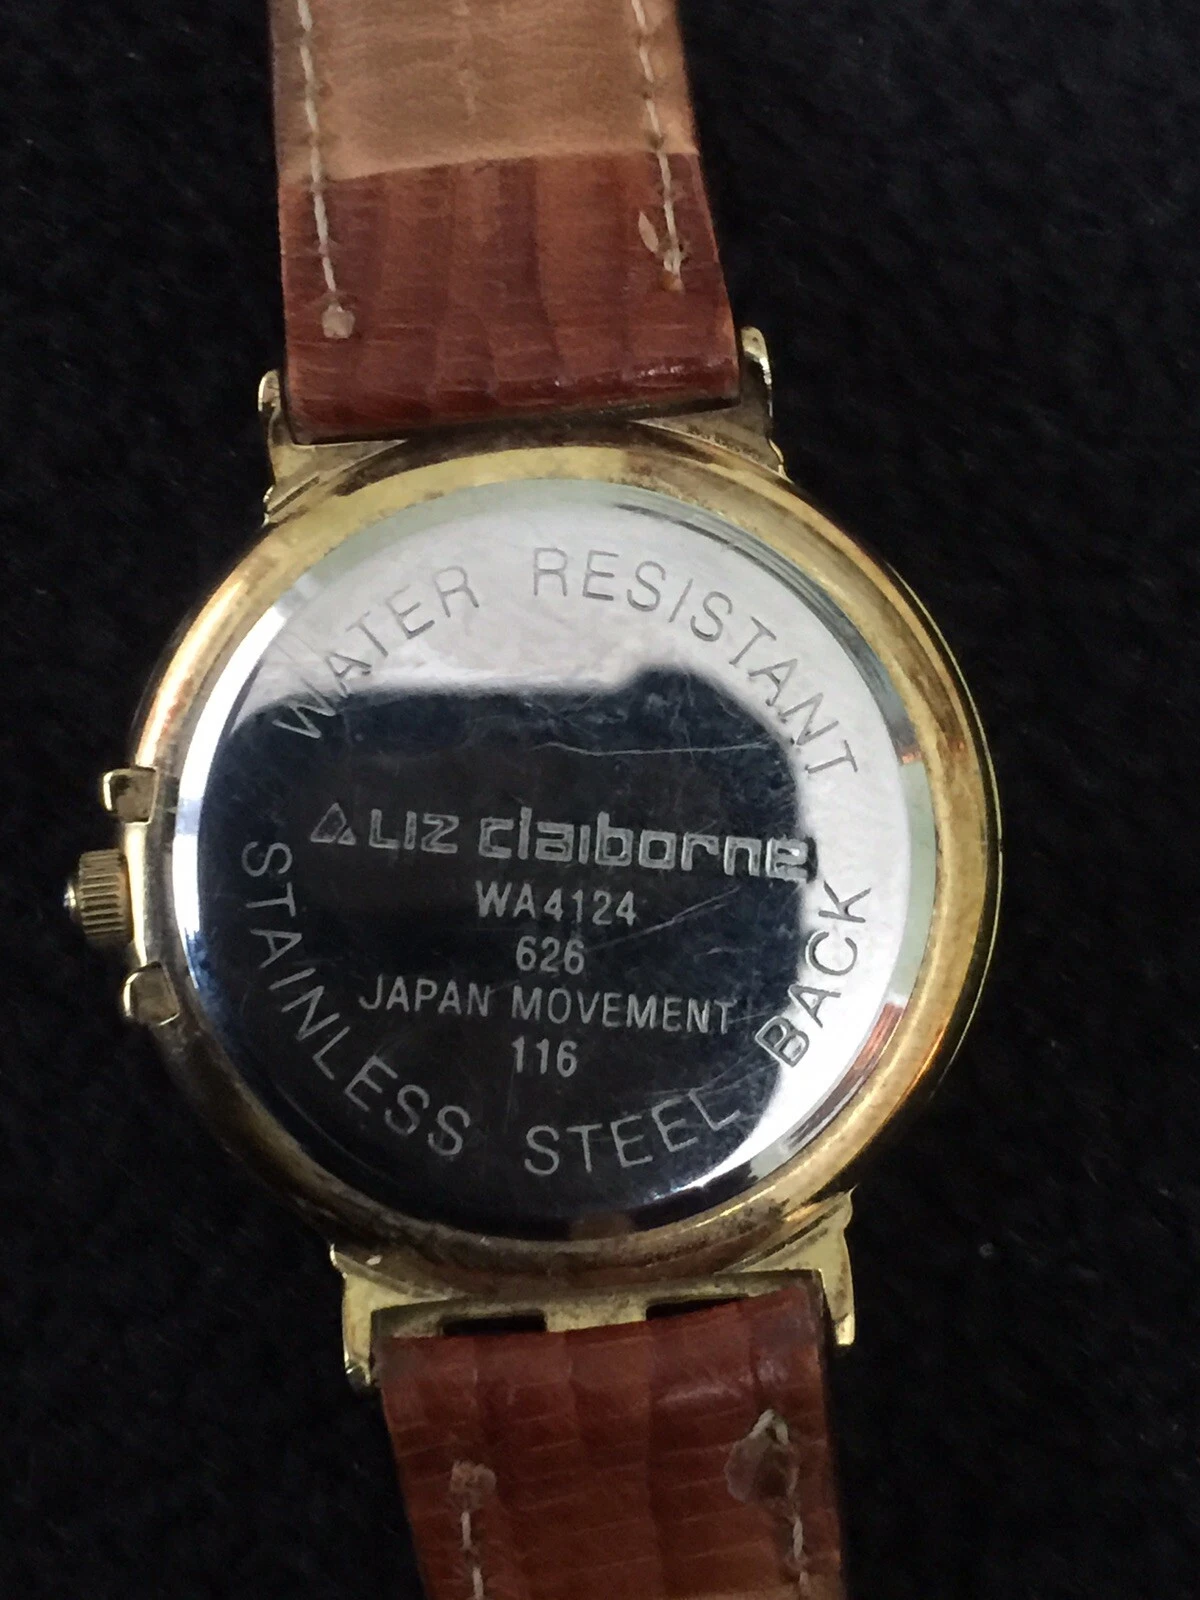 WATER RESISTANT
LIZ claiborne
WA4124
626
JAPAN MOVEMENT
116
STAINLESS STEEL BACK